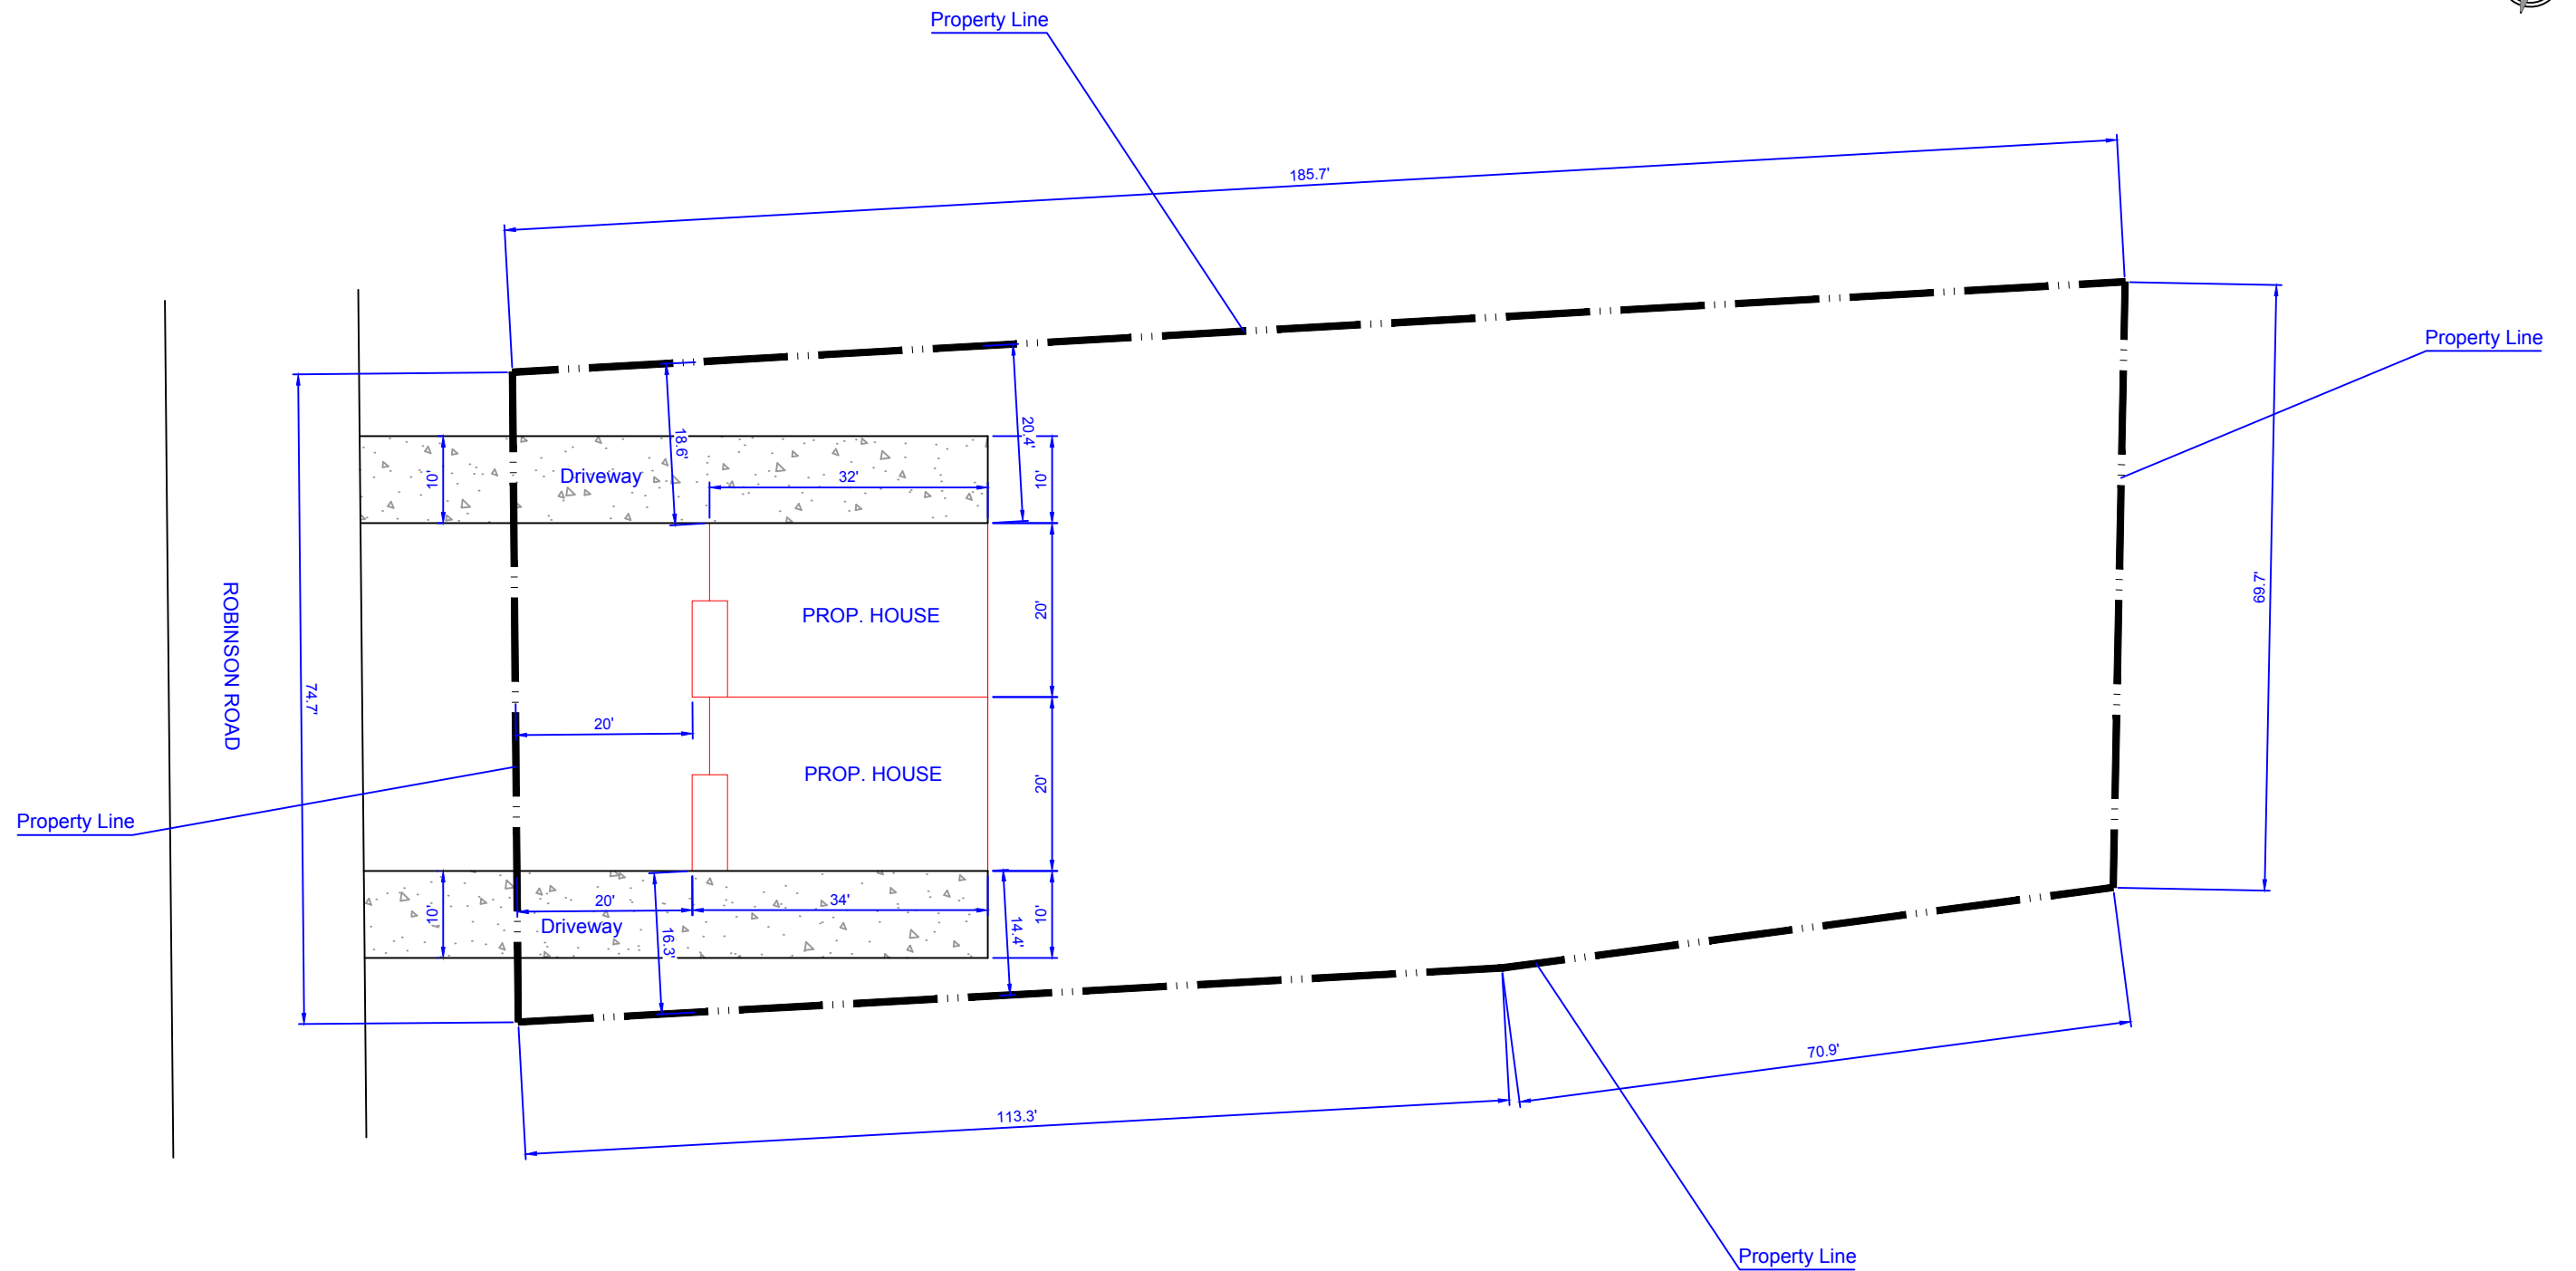 Property Line
185.7'
Property Line
18.6'
20.4'
10'
Driveway
32'
10'
ROBINSON ROAD
74.7'
PROP. HOUSE
20'
69.7'
20'
PROP. HOUSE
20'
Property Line
10'
20'
34'
Driveway
16.3'
14.4'
10'
70.9'
113.3'
Property Line